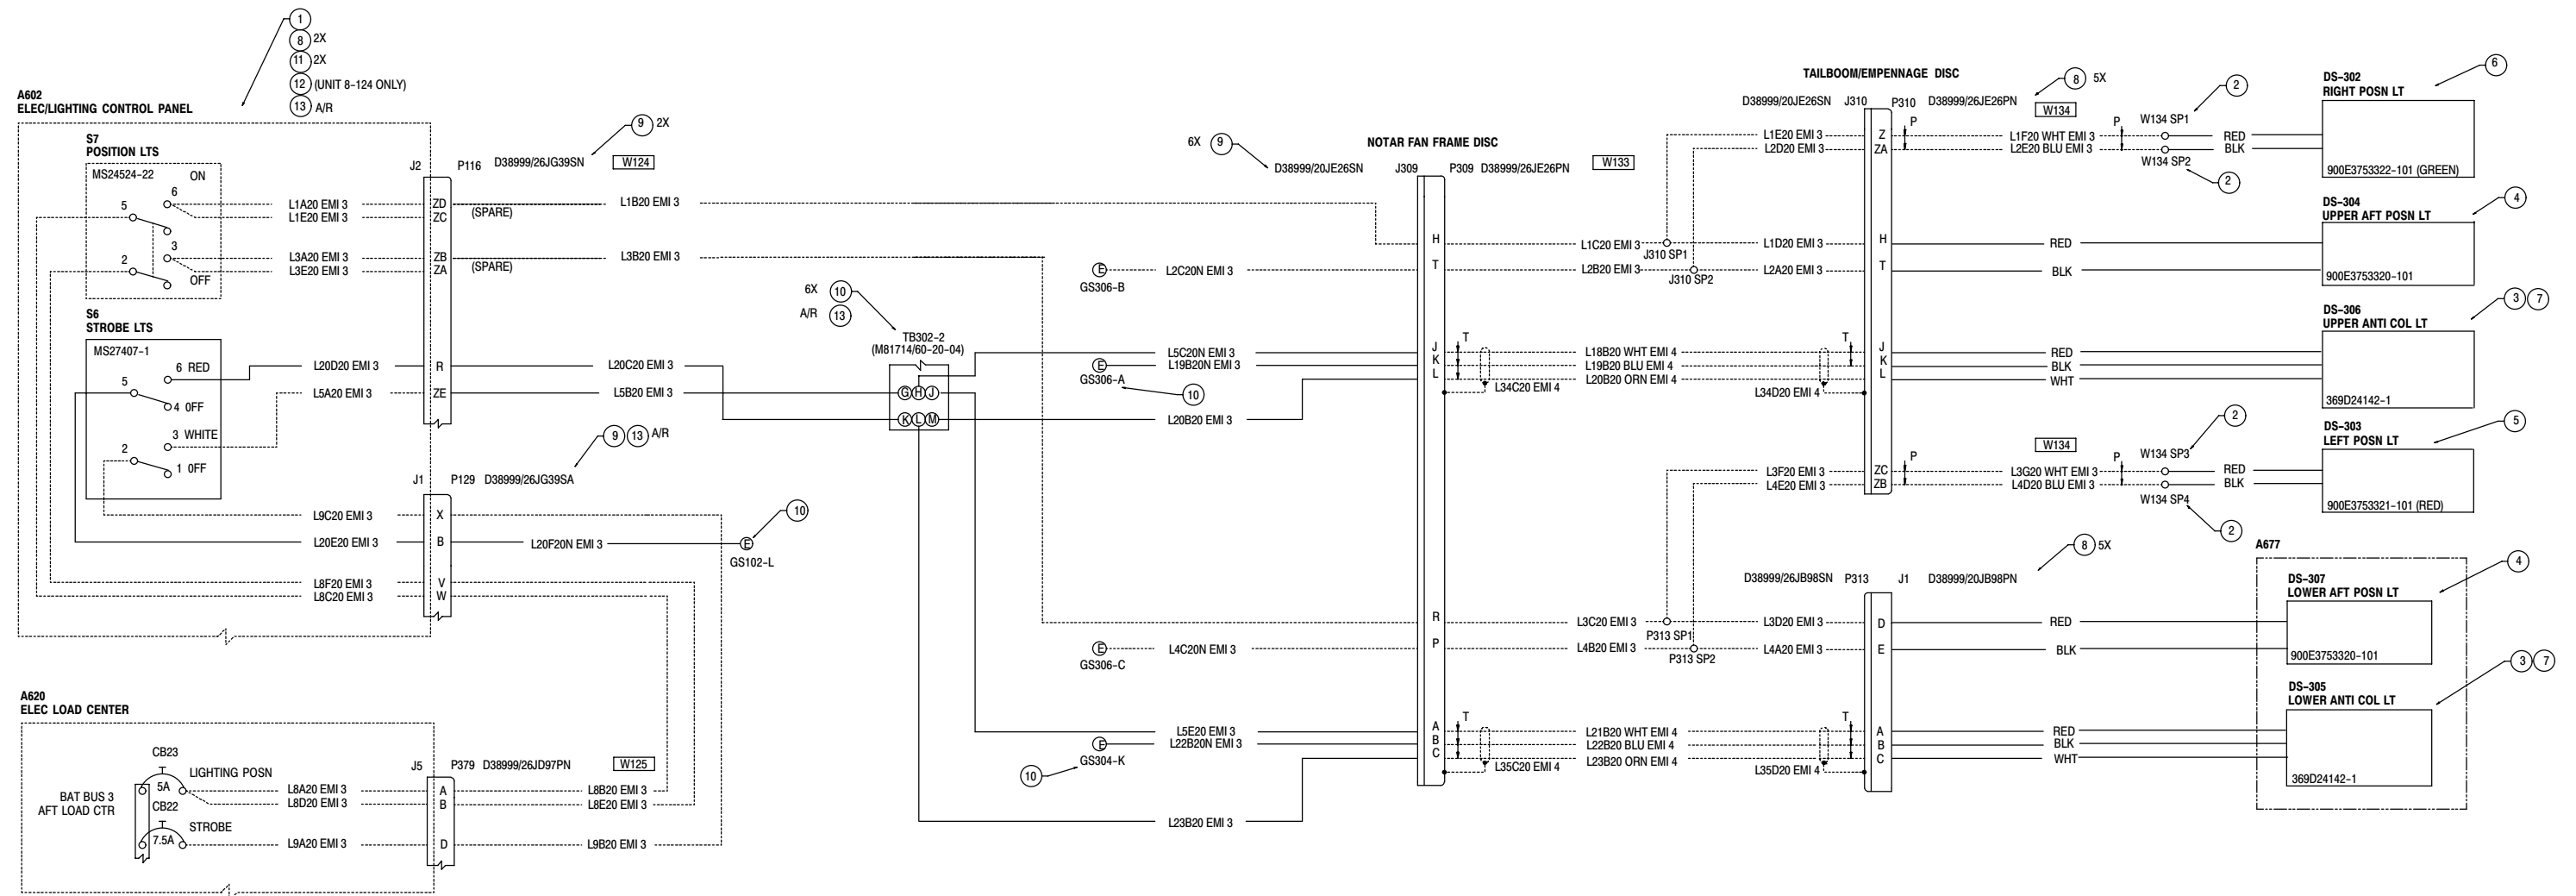 1
8 2X
11 2X
12 (UNIT 8-124 ONLY)
13 A/R
A602
ELEC/LIGHTING CONTROL PANEL
S7
POSITION LTS
MS24524-22 ON
6
5
3
2
OFF
L1A20 EMI 3
L1E20 EMI 3
L3A20 EMI 3
L3E20 EMI 3
S6
STROBE LTS
MS27407-1
6 RED
5
4 OFF
3 WHITE
2
1 OFF
L20D20 EMI 3
L5A20 EMI 3
L9C20 EMI 3
L20E20 EMI 3
L8F20 EMI 3
L8C20 EMI 3
9 2X
J2 P116 D38999/26JG39SN W124
ZD
ZC
(SPARE)
ZB
ZA
(SPARE)
R
ZE
L1B20 EMI 3
L3B20 EMI 3
L20C20 EMI 3
L5B20 EMI 3
9 13 A/R
J1 P129 D38999/26JG39SA
X
B
V
W
L20F20N EMI 3
10
E
GS102-L
A620
ELEC LOAD CENTER
CB23
LIGHTING POSN
5A
BAT BUS 3
AFT LOAD CTR
CB22
STROBE
7.5A
L8A20 EMI 3
L8D20 EMI 3
L9A20 EMI 3
J5 P379 D38999/26JD97PN W125
A
B
D
L8B20 EMI 3
L8E20 EMI 3
L9B20 EMI 3
6X 10
A/R 13
TB302-2
(M81714/60-20-04)
G H J
K L M
6X 9
D38999/20JE26SN
NOTAR FAN FRAME DISC
J309 P309 D38999/26JE26PN W133
E L2C20N EMI 3
GS306-B
L5C20N EMI 3
E L19B20N EMI 3
GS306-A
10
L20B20 EMI 3
E L4C20N EMI 3
GS306-C
L5E20 EMI 3
E L22B20N EMI 3
GS304-K
10
L23B20 EMI 3
H
T
J
K
L
R
P
A
B
C
T
T
L1C20 EMI 3
J310 SP1
L2B20 EMI 3
J310 SP2
L18B20 WHT EMI 4
L19B20 BLU EMI 4
L20B20 ORN EMI 4
L34C20 EMI 4
L3C20 EMI 3
P313 SP1
L4B20 EMI 3
P313 SP2
L21B20 WHT EMI 4
L22B20 BLU EMI 4
L23B20 ORN EMI 4
L35C20 EMI 4
TAILBOOM/EMPENNAGE DISC
8 5X
D38999/20JE26SN J310 P310 D38999/26JE26PN
W134
L1E20 EMI 3
L2D20 EMI 3
L1D20 EMI 3
L2A20 EMI 3
T
L34D20 EMI 4
L3F20 EMI 3
L4E20 EMI 3
Z
ZA
H
T
J
K
L
ZC
ZB
P
L1F20 WHT EMI 3
L2E20 BLU EMI 3
P
W134 SP1
W134 SP2
2
2
RED
BLK
RED
BLK
RED
BLK
WHT
W134
P
L3G20 WHT EMI 3
L4D20 BLU EMI 3
P
W134 SP3
W134 SP4
2
2
RED
BLK
8 5X
D38999/26JB98SN P313 J1 D38999/20JB98PN
L3D20 EMI 3
L4A20 EMI 3
T
L35D20 EMI 4
D
E
A
B
C
RED
BLK
RED
BLK
WHT
DS-302
RIGHT POSN LT
6
900E3753322-101 (GREEN)
DS-304
UPPER AFT POSN LT
4
900E3753320-101
DS-306
UPPER ANTI COL LT
3 7
369D24142-1
DS-303
LEFT POSN LT
5
900E3753321-101 (RED)
A677
DS-307
LOWER AFT POSN LT
4
900E3753320-101
DS-305
LOWER ANTI COL LT
3 7
369D24142-1